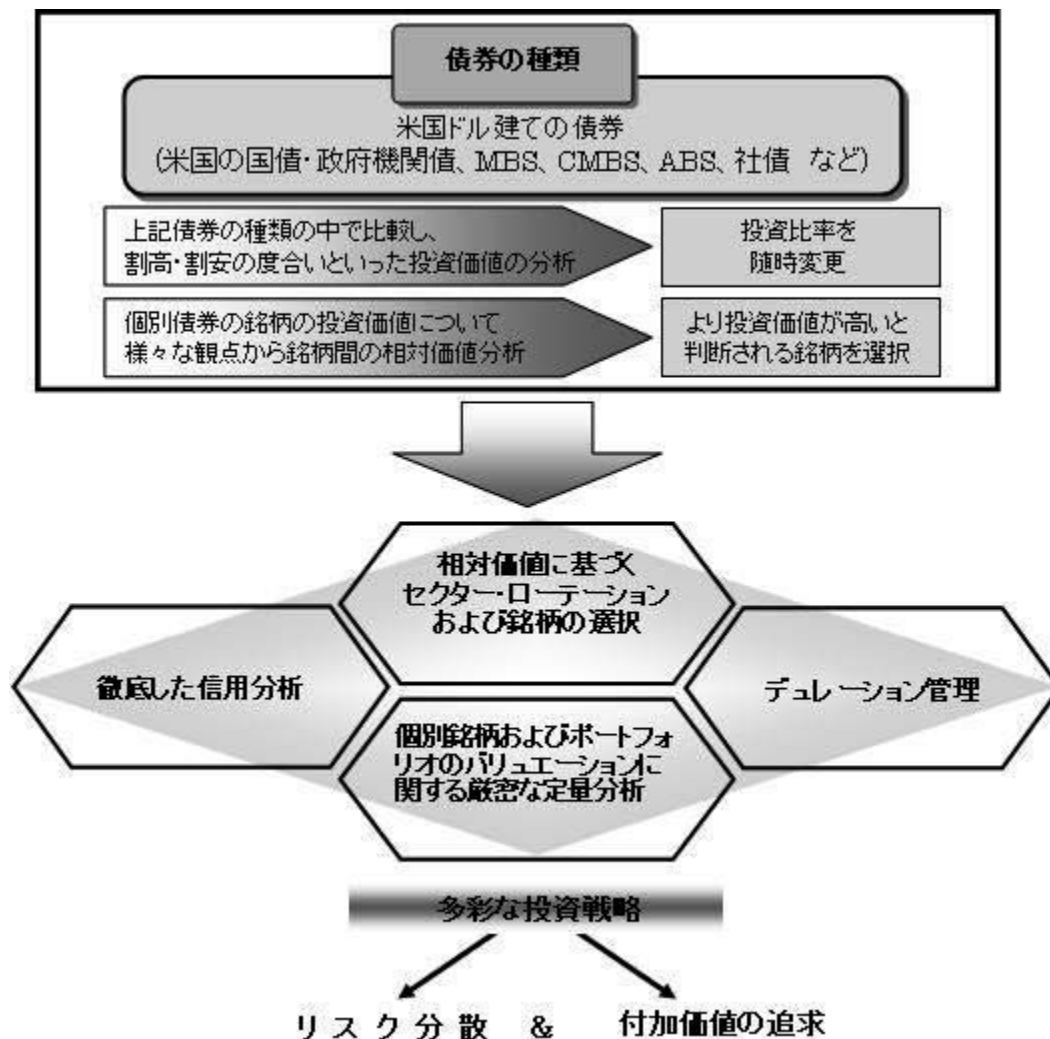 債券の種類
米国ドル建ての債券
(米国の国債・政府機関債、MBS、CMBS、ABS、社債 など)
上記債券の種類の中で比較し、
割高・割安の度合いといった投資価値の分析
投資比率を
随時変更
個別債券の銘柄の投資価値について
様々な観点から銘柄間の相対価値分析
より投資価値が高いと
判断される銘柄を選択
相対価値に基づく
セクター・ローテーション
および銘柄の選択
徹底した信用分析
デュレーション管理
個別銘柄およびポートフォ
リオのバリュエーションに
関する厳密な定量分析
多彩な投資戦略
リスク分散 & 付加価値の追求